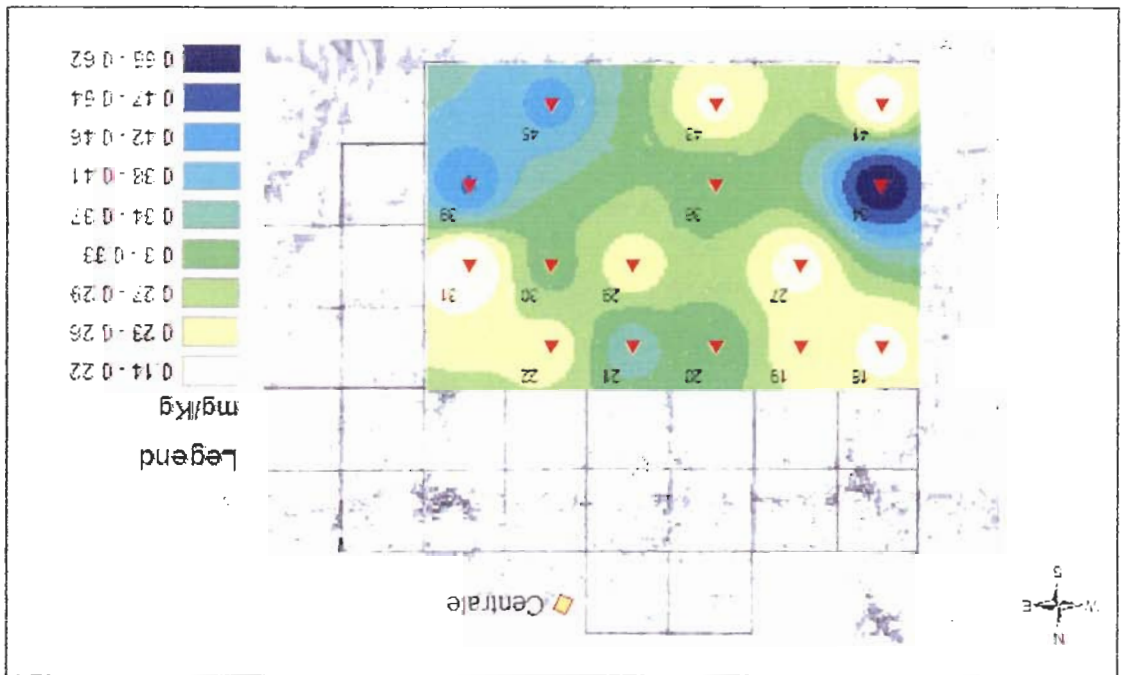 N
W E
S
Centrale
18 19 20 21 22
27 29 30 31
34 36 39
41 43 45
Legend
mg/Kg
0.14 - 0.22
0.23 - 0.26
0.27 - 0.29
0.3 - 0.33
0.34 - 0.37
0.38 - 0.41
0.42 - 0.46
0.47 - 0.54
0.55 - 0.62